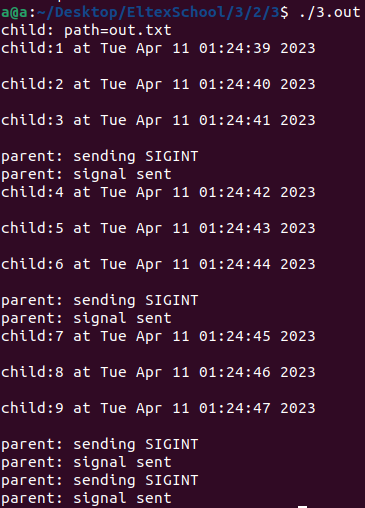 a@a:~/Desktop/EltexSchool/3/2/3$ ./3.out
child: path=out.txt
child:1 at Tue Apr 11 01:24:39 2023
child:2 at Tue Apr 11 01:24:40 2023
child:3 at Tue Apr 11 01:24:41 2023
parent: sending SIGINT
parent: signal sent
child:4 at Tue Apr 11 01:24:42 2023
child:5 at Tue Apr 11 01:24:43 2023
child:6 at Tue Apr 11 01:24:44 2023
parent: sending SIGINT
parent: signal sent
child:7 at Tue Apr 11 01:24:45 2023
child:8 at Tue Apr 11 01:24:46 2023
child:9 at Tue Apr 11 01:24:47 2023
parent: sending SIGINT
parent: signal sent
parent: sending SIGINT
parent: signal sent